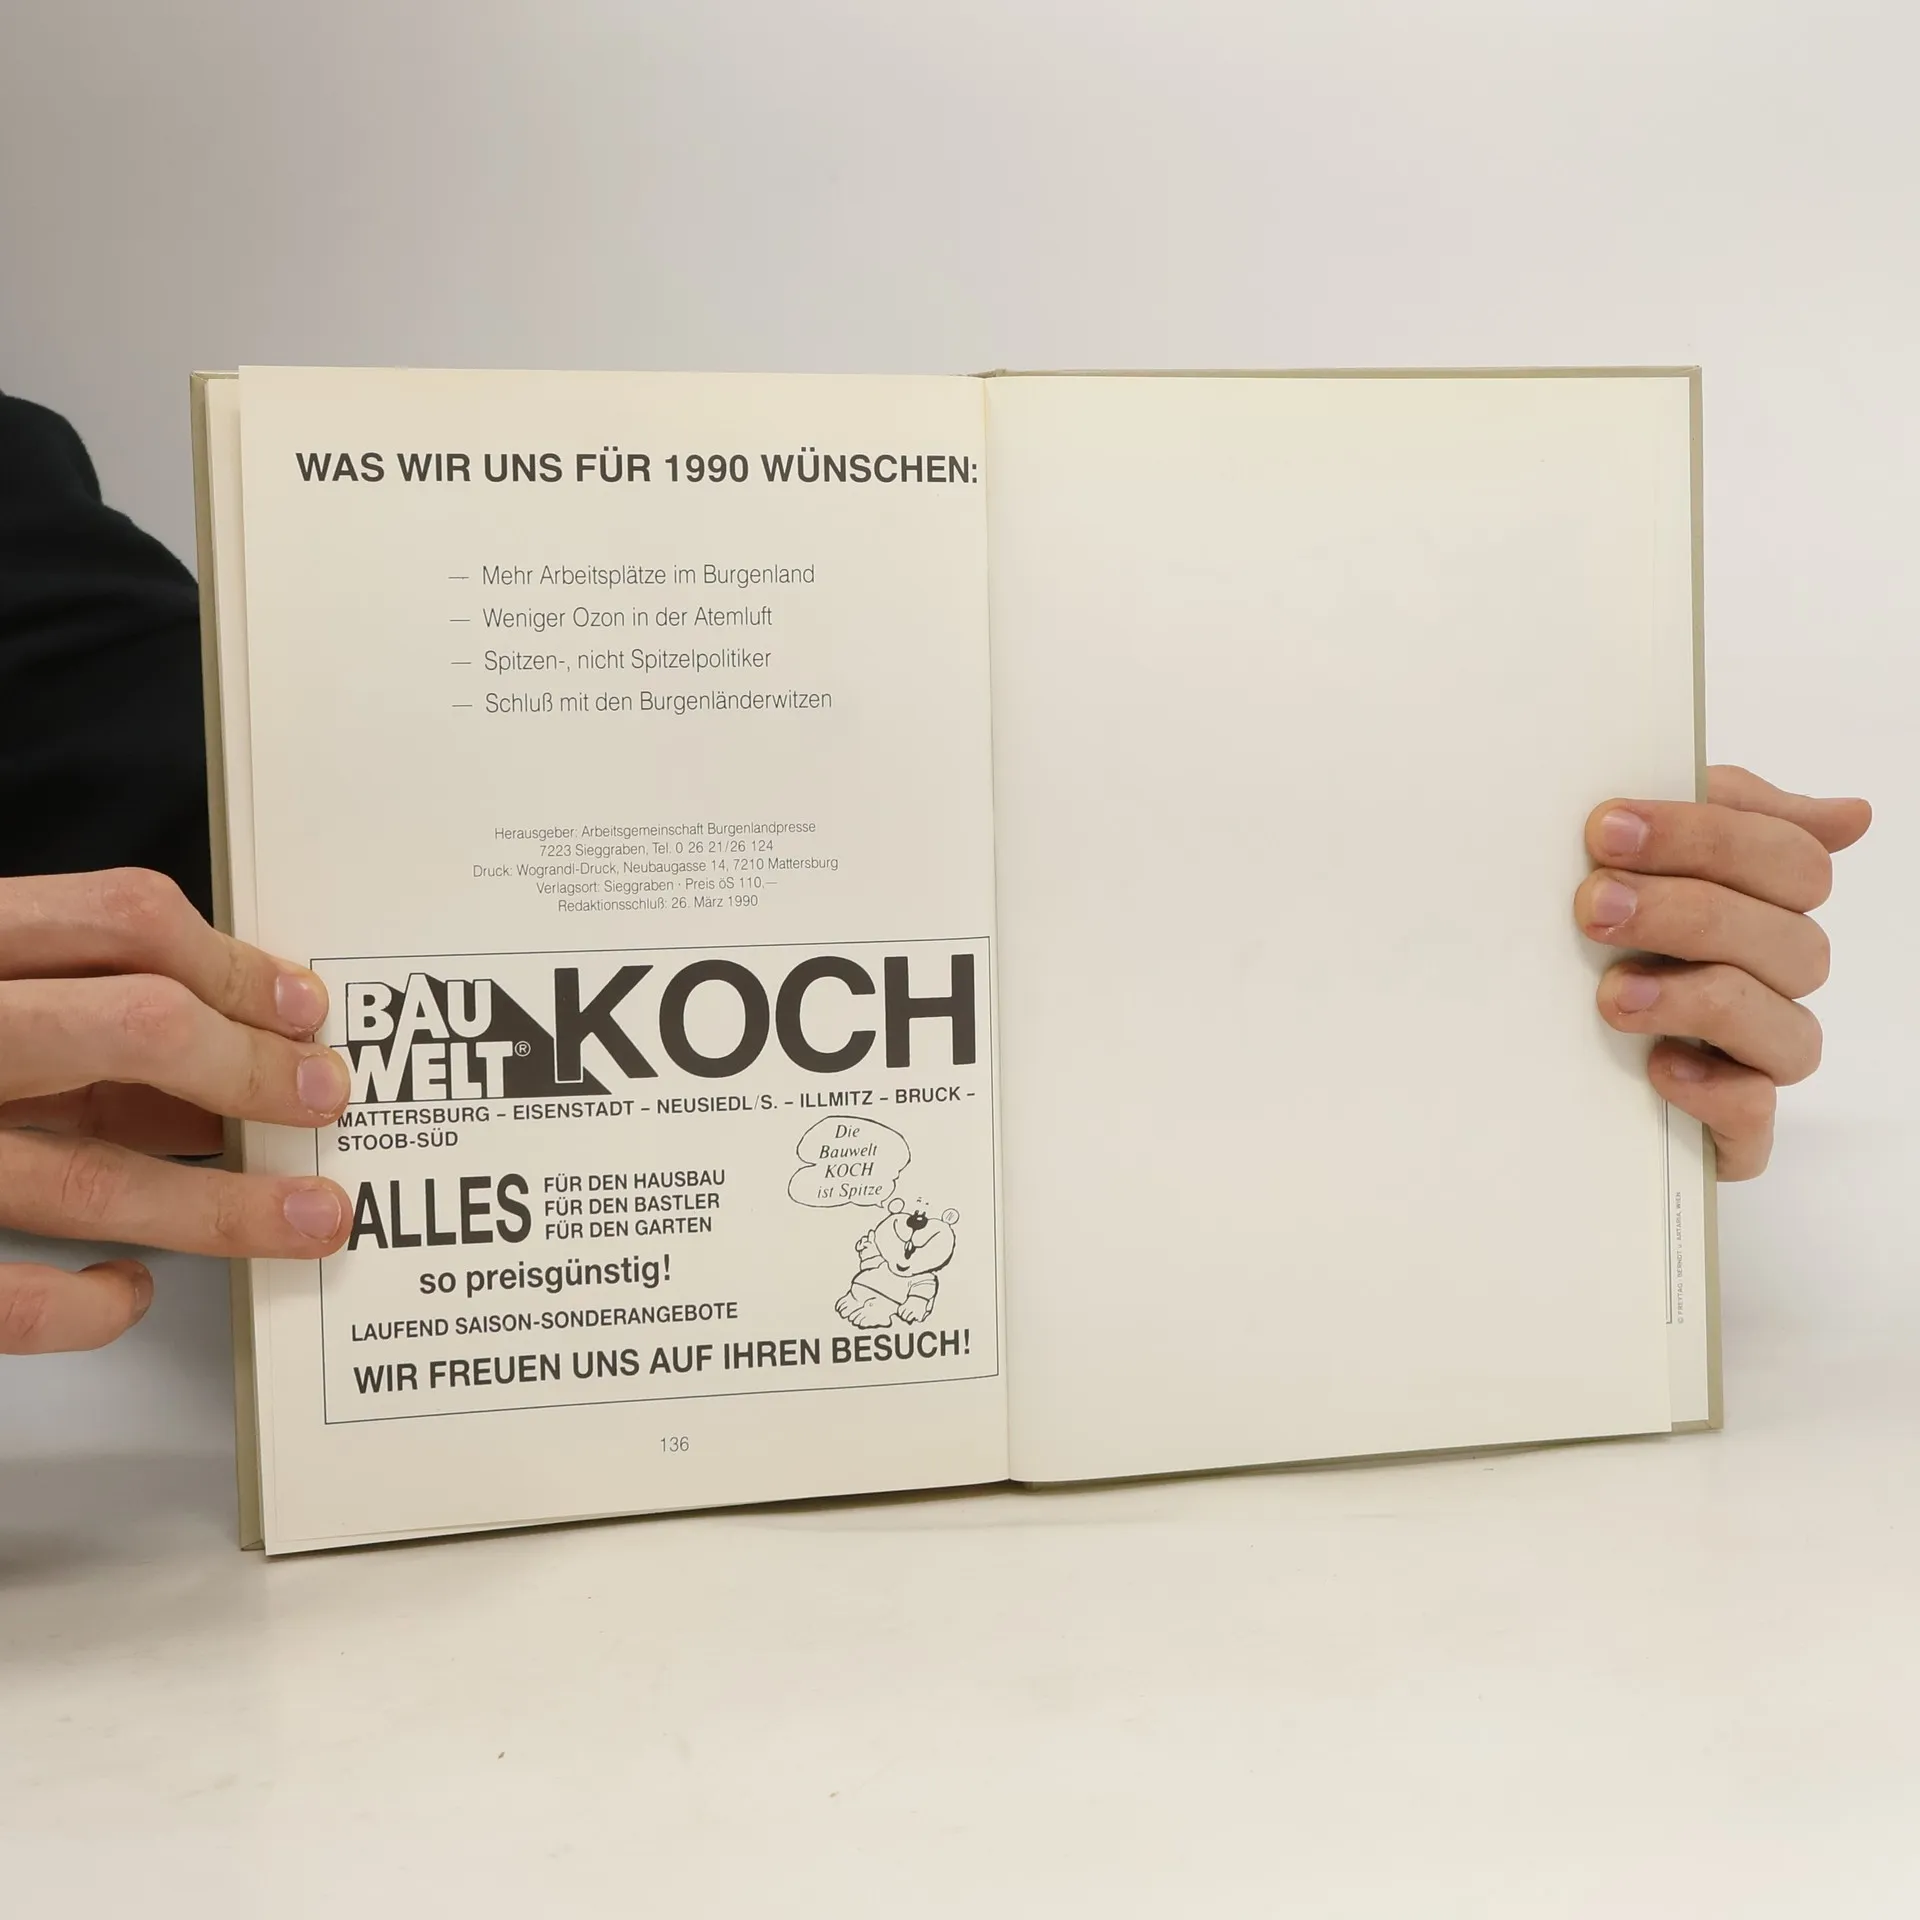 WAS WIR UNS FÜR 1990 WÜNSCHEN:
— Mehr Arbeitsplätze im Burgenland
— Weniger Ozon in der Atemluft
— Spitzen-, nicht Spitzelpolitiker
— Schluß mit den Burgenländerwitzen
Herausgeber: Arbeitsgemeinschaft Burgenlandpresse
7223 Sieggraben, Tel. 0 26 21/26 124
Druck: Wograndl-Druck, Neubaugasse 14, 7210 Mattersburg
Verlagsort: Sieggraben · Preis öS 110,—
Redaktionsschluß: 26. März 1990
BAU
WELT® KOCH
MATTERSBURG – EISENSTADT – NEUSIEDL/S. – ILLMITZ – BRUCK –
STOOB-SÜD
Die
Bauwelt
KOCH
ist Spitze
ALLES FÜR DEN HAUSBAU
FÜR DEN BASTLER
FÜR DEN GARTEN
so preisgünstig!
LAUFEND SAISON-SONDERANGEBOTE
WIR FREUEN UNS AUF IHREN BESUCH!
136
© FREYTAG - BERNDT u. ARTARIA, WIEN